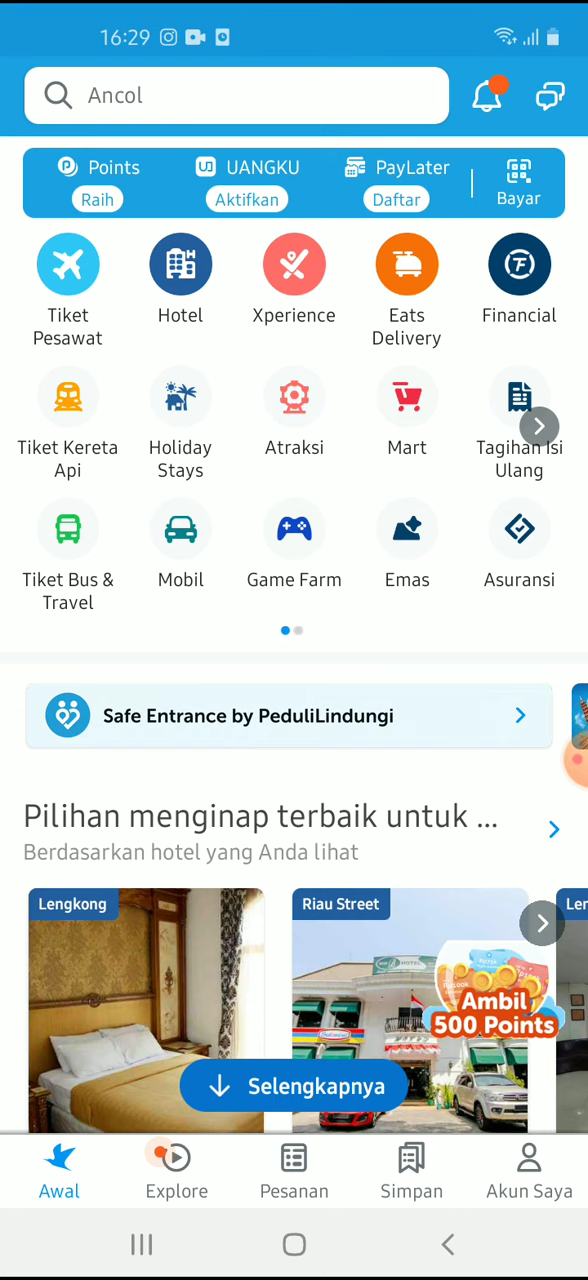 16:29
Ancol
Points
UANGKU
PayLater
Raih
Aktifkan
Daftar
Bayar
Tiket Pesawat
Hotel
Xperience
Eats Delivery
Financial
Tiket Kereta Api
Holiday Stays
Atraksi
Mart
Tagihan Isi Ulang
Tiket Bus & Travel
Mobil
Game Farm
Emas
Asuransi
Safe Entrance by PeduliLindungi
Pilihan menginap terbaik untuk ...
Berdasarkan hotel yang Anda lihat
Lengkong
Riau Street
Ler
Ambil
500 Points
Selengkapnya
Awal
Explore
Pesanan
Simpan
Akun Saya